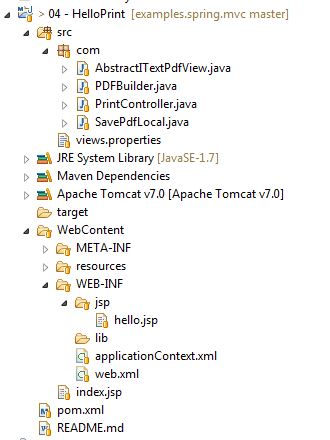 > 04 - HelloPrint [examples.spring.mvc master]
src
com
AbstractITextPdfView.java
PDFBuilder.java
PrintController.java
SavePdfLocal.java
views.properties
JRE System Library [JavaSE-1.7]
Maven Dependencies
Apache Tomcat v7.0 [Apache Tomcat v7.0]
target
WebContent
META-INF
resources
WEB-INF
jsp
hello.jsp
lib
applicationContext.xml
web.xml
index.jsp
pom.xml
README.md